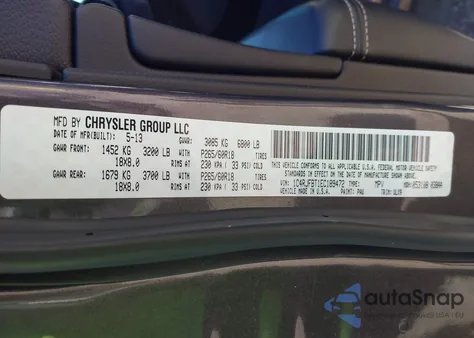 MFD BY CHRYSLER GROUP LLC
DATE OF MFR(BUILT): 5-13 GVWR: 3085 KG 6800 LB
GAWR FRONT: 1452 KG 3200 LB WITH P265/60R18 TIRES
18X8.0 RIMS AT 230 KPA ( 33 PSI) COLD
GAWR REAR: 1679 KG 3700 LB WITH P265/60R18 TIRES
18X8.0 RIMS AT 230 KPA ( 33 PSI) COLD
THIS VEHICLE CONFORMS TO ALL APPLICABLE U.S.A. FEDERAL MOTOR VEHICLE SAFETY
STANDARDS IN EFFECT ON THE DATE OF MANUFACTURE SHOWN ABOVE.
VIN: 1C4RJFBT1EC189472 TYPE: MPV
VEHICLE MADE IN U.S.A. PAINT: PAU TRIM:
autoSnap